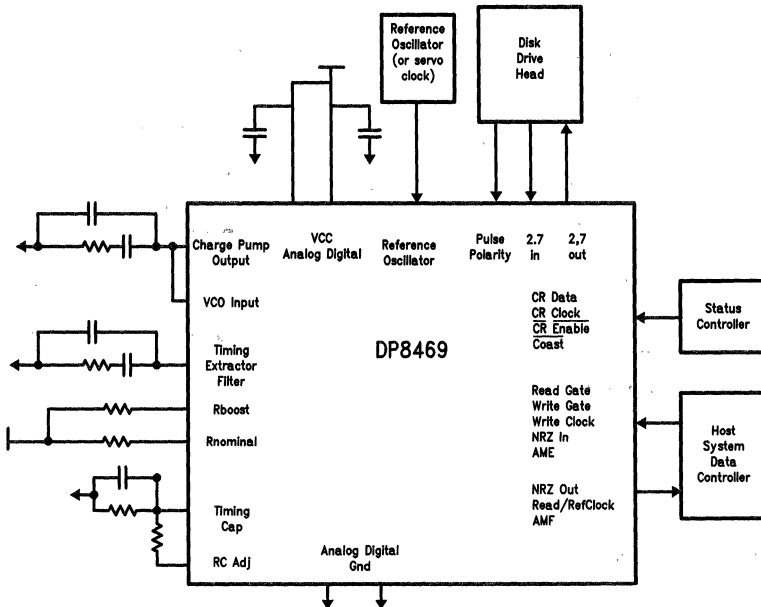 Reference
Oscillator
(or servo
clock)
Disk
Drive
Head
Charge Pump
Output
VCC
Analog Digital
Reference
Oscillator
Pulse
Polarity
2.7
in
2,7
out
VCO Input
CR Data
CR Clock
CR Enable
Coast
Status
Controller
DP8469
Timing
Extractor
Filter
Rboost
Rnominal
Read Gate
Write Gate
Write Clock
NRZ In
AME
Host
System
Data
Controller
NRZ Out
Read/RefClock
AMF
Timing
Cap
RC Adj
Analog Digital
Gnd